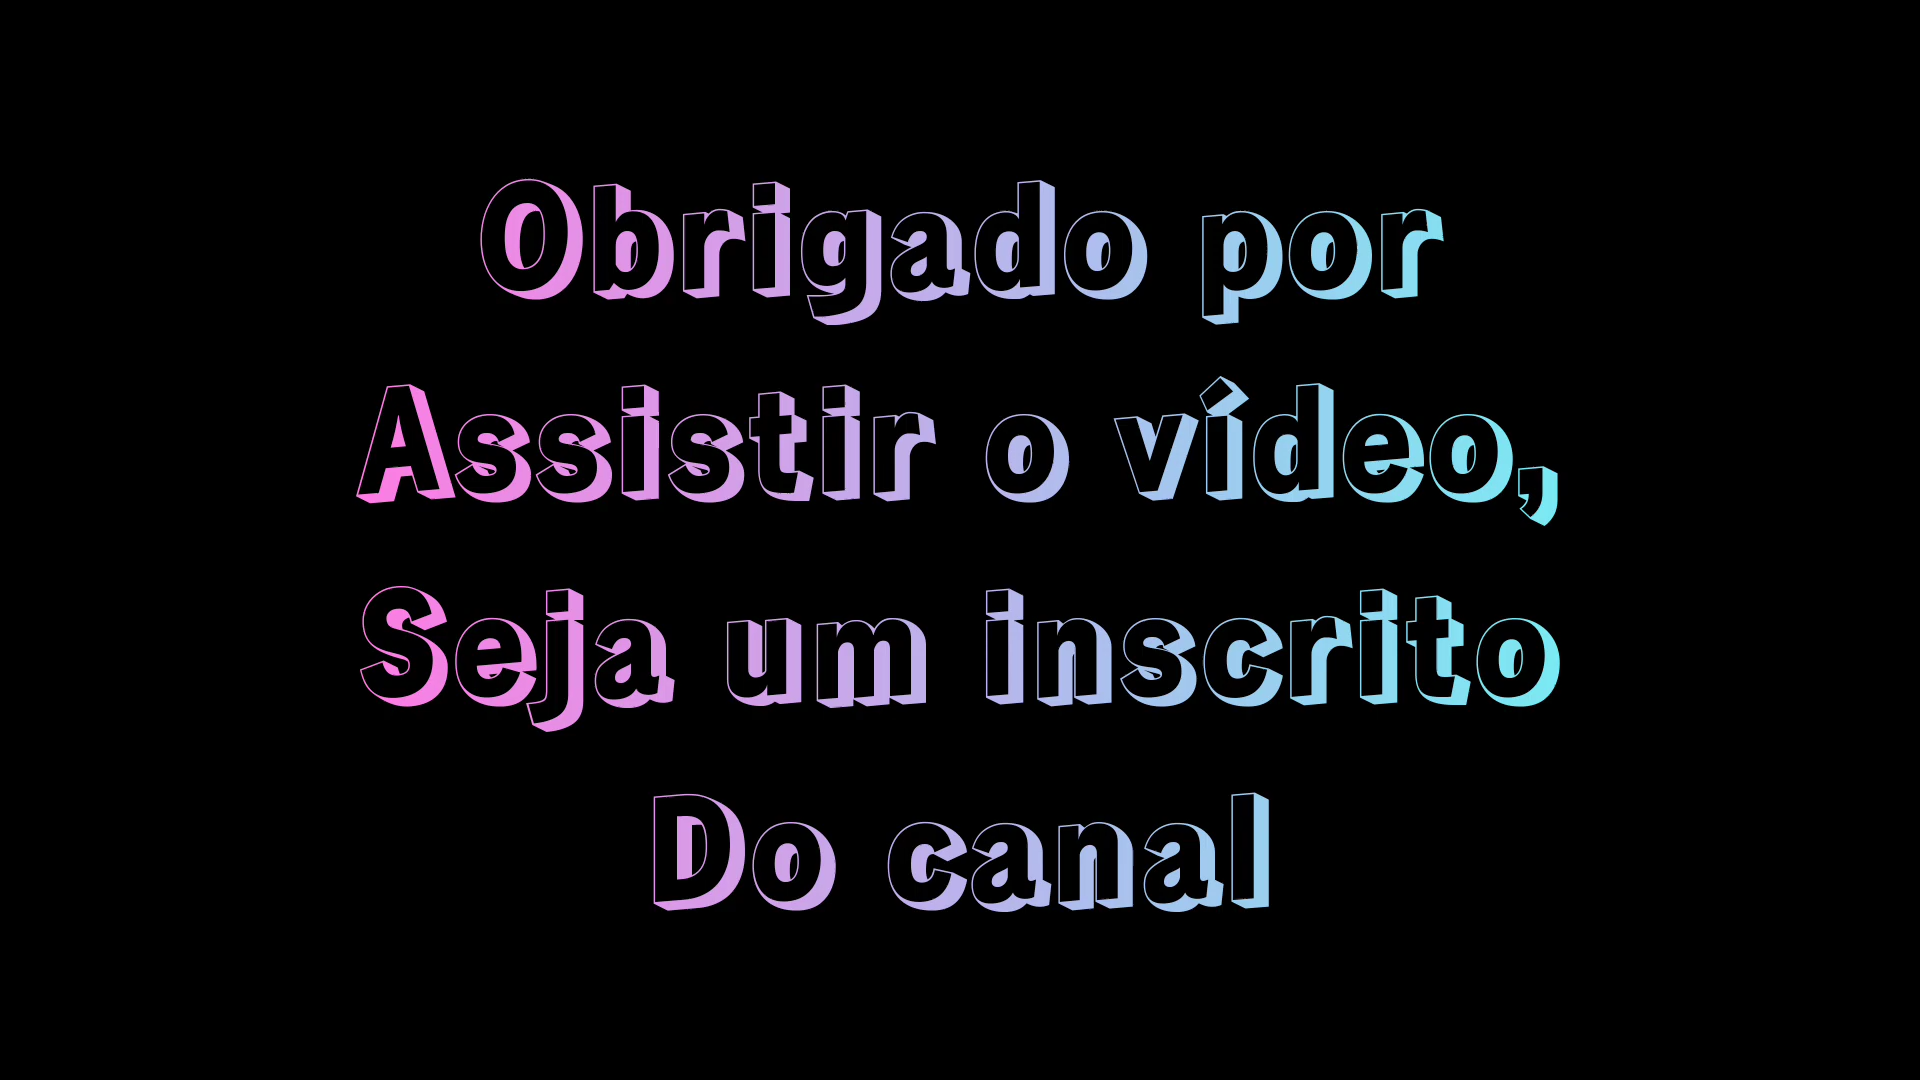 Obrigado por
Assistir o vídeo,
Seja um inscrito
Do canal